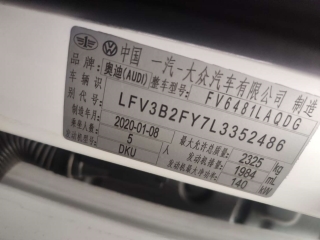 中国 一汽-大众汽车有限公司 制造
品牌 奥迪(AUDI) 整车型号 FV6481LAQDG
车辆识别代号 LFV3B2FY7L3352486
制造年月 2020-01-08 最大允许总质量 2325 kg
乘坐人数 5 发动机排量 1984 mL
发动机型号 DKU 发动机最大净功率 140 kW